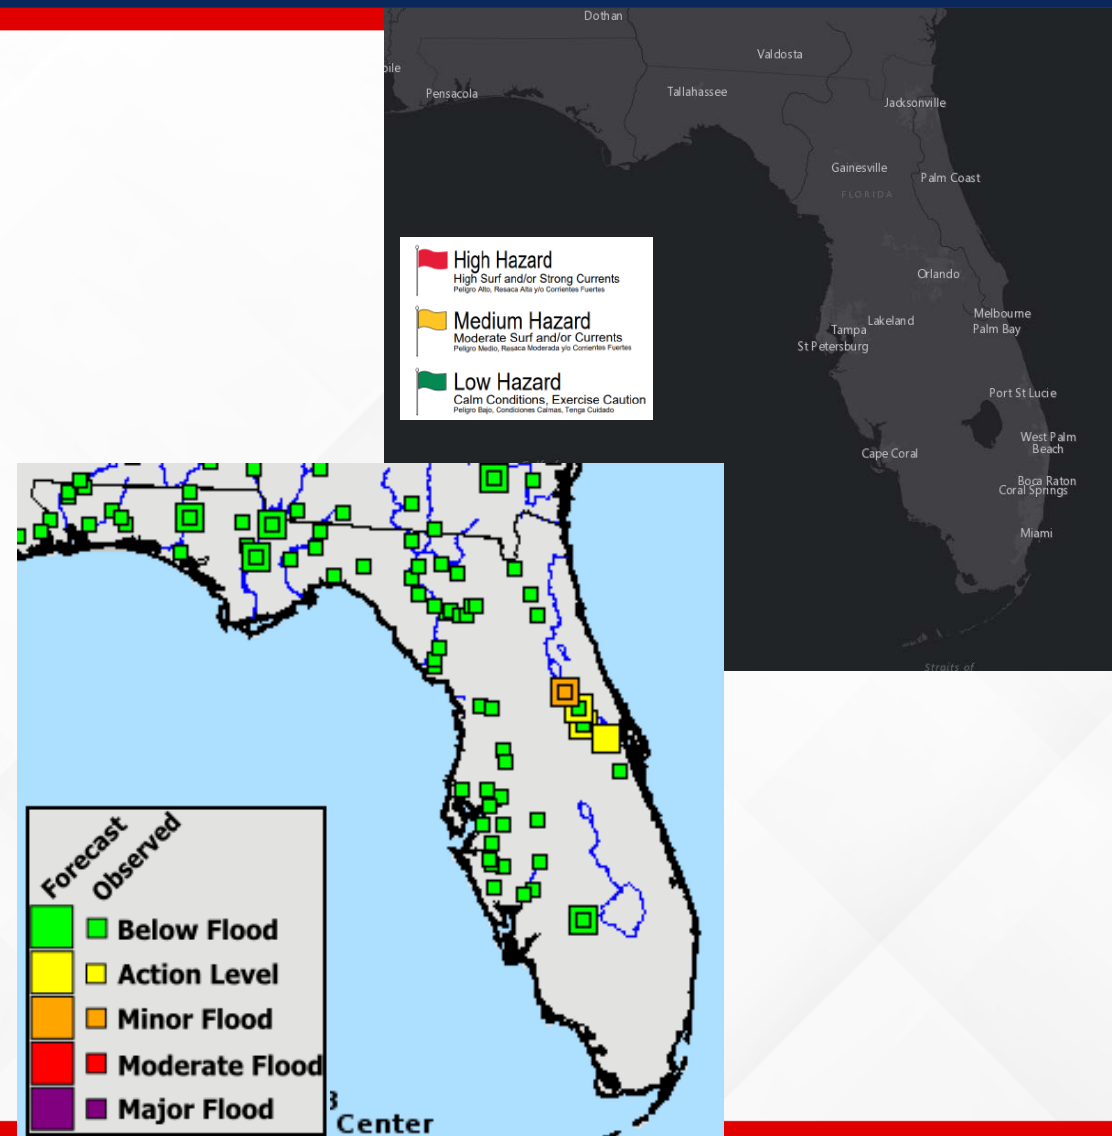 Dothan
Valdosta
Pensacola
Tallahassee
Jacksonville
Gainesville
Palm Coast
FLORIDA
High Hazard
High Surf and/or Strong Currents
Peligro Alto, Resaca Alta y/o Corrientes Fuertes
Medium Hazard
Moderate Surf and/or Currents
Peligro Medio, Resaca Moderada y/o Corrientes Fuertes
Low Hazard
Calm Conditions, Exercise Caution
Peligro Bajo, Condiciones Calmas, Tenga Cuidado
Orlando
Melbourne
Lakeland
Tampa
Palm Bay
St Petersburg
Port St Lucie
West Palm
Beach
Cape Coral
Boca Raton
Coral Springs
Miami
Straits of
Forecast
Observed
Below Flood
Action Level
Minor Flood
Moderate Flood
Major Flood
Center